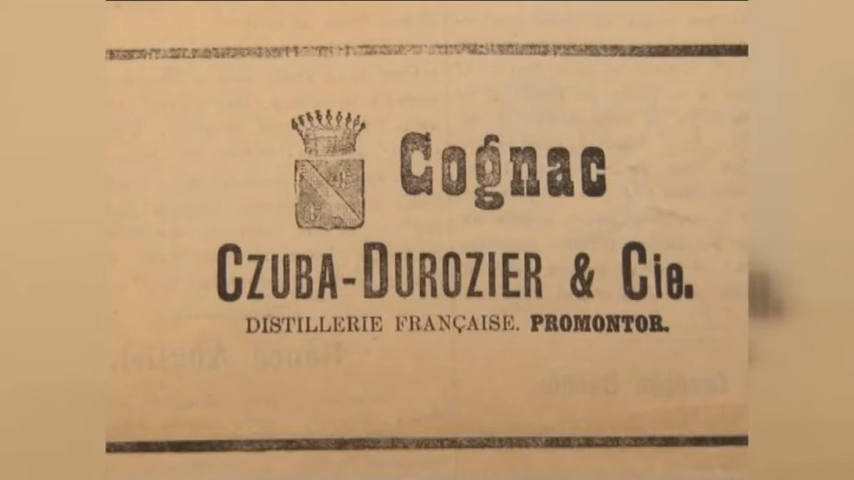 Cognac
CZUBA-DUROZIER & Cie.
DISTILLERIE FRANÇAISE. PROMONTOR.